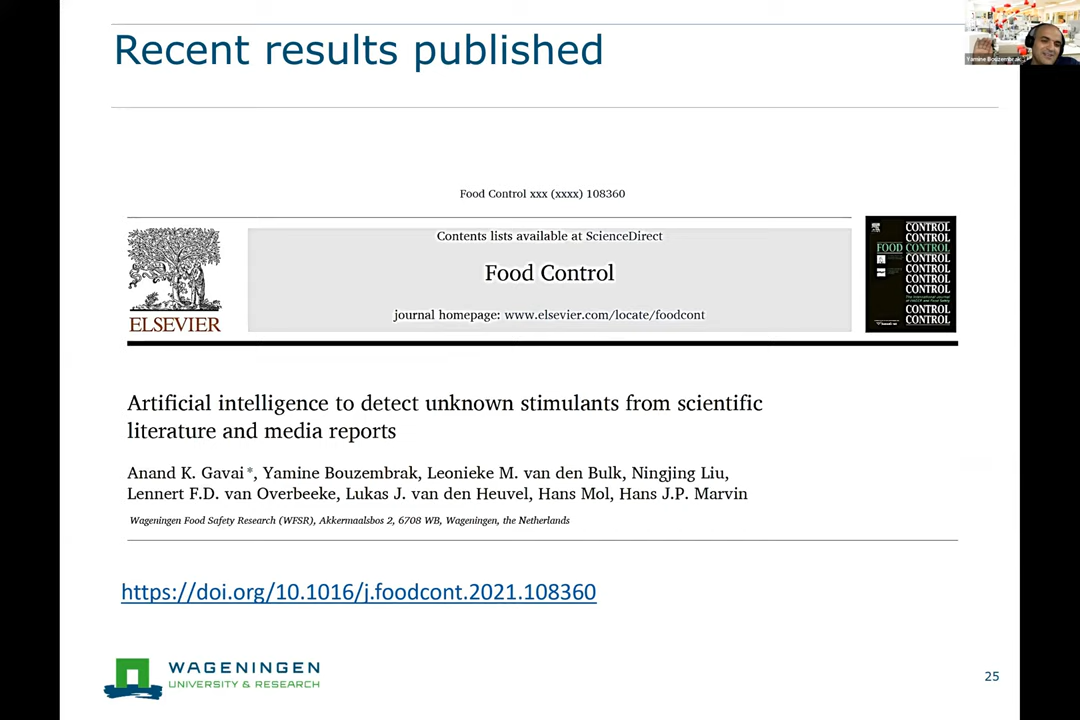 Recent results published
Yamine Bouzembrak
Food Control xxx (xxxx) 108360
Contents lists available at ScienceDirect
Food Control
journal homepage: www.elsevier.com/locate/foodcont
ELSEVIER
CONTROL
CONTROL
FOOD CONTROL
CONTROL
CONTROL
CONTROL
CONTROL
CONTROL
CONTROL
Artificial intelligence to detect unknown stimulants from scientific
literature and media reports
Anand K. Gavai *, Yamine Bouzembrak, Leonieke M. van den Bulk, Ningjing Liu,
Lennert F.D. van Overbeeke, Lukas J. van den Heuvel, Hans Mol, Hans J.P. Marvin
Wageningen Food Safety Research (WFSR), Akkermaalsbos 2, 6708 WB, Wageningen, the Netherlands
https://doi.org/10.1016/j.foodcont.2021.108360
WAGENINGEN
UNIVERSITY & RESEARCH
25